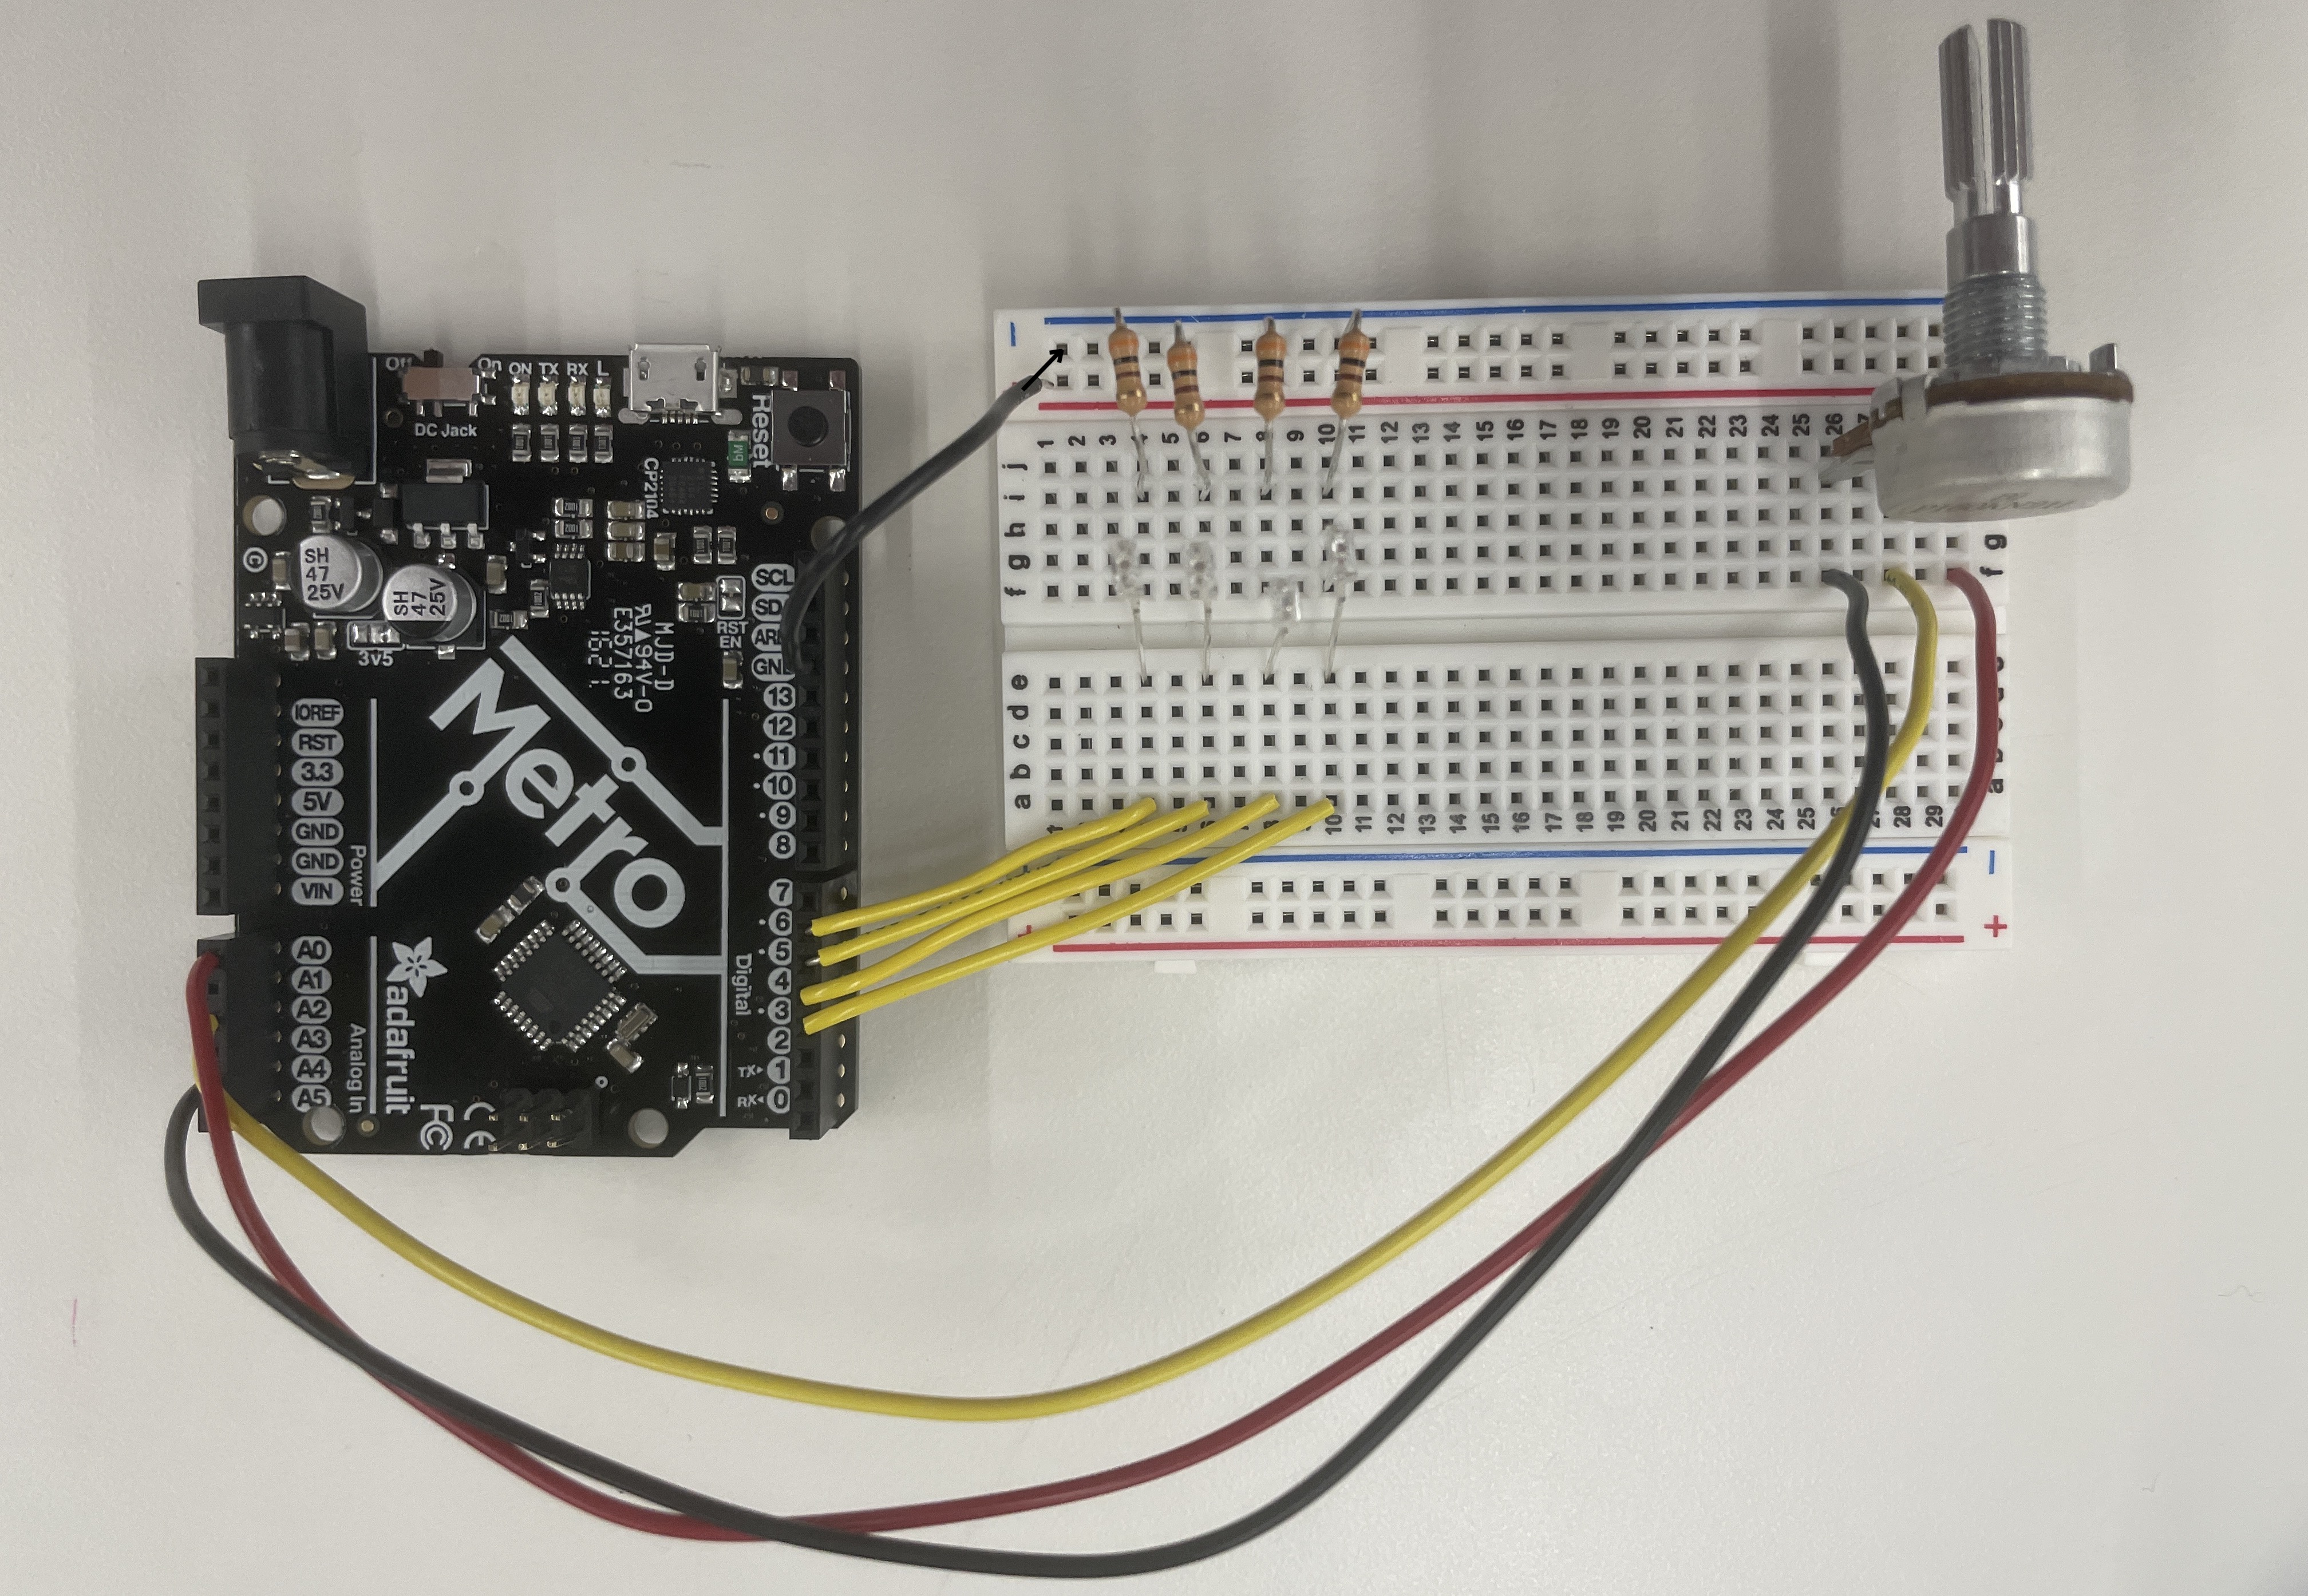 Off
On
ON TX RX L
DC Jack
Reset
CP2104
6M
©
SH
47
25V
SH
47
25V
3v5
SCL
RST
EN
MJD-D
94V-0
E357163
Metro
IOREF
RST
3.3
5V
GND
GND
VIN
Power
13
12
11
10
9
8
7
6
5
4
3
2
TX 1
RX 0
Digital
A0
A1
A2
A3
A4
A5
Analog In
adafruit
FC CE
1 2 3 4 5 6 7 8 9 10 11 12 13 14 15 16 17 18 19 20 21 22 23 24 25 26
j
i
h
g
f
g
f
e
d
c
b
a
a
10 11 12 13 14 15 16 17 18 19 20 21 22 23 24 25 28 29
-
-
+